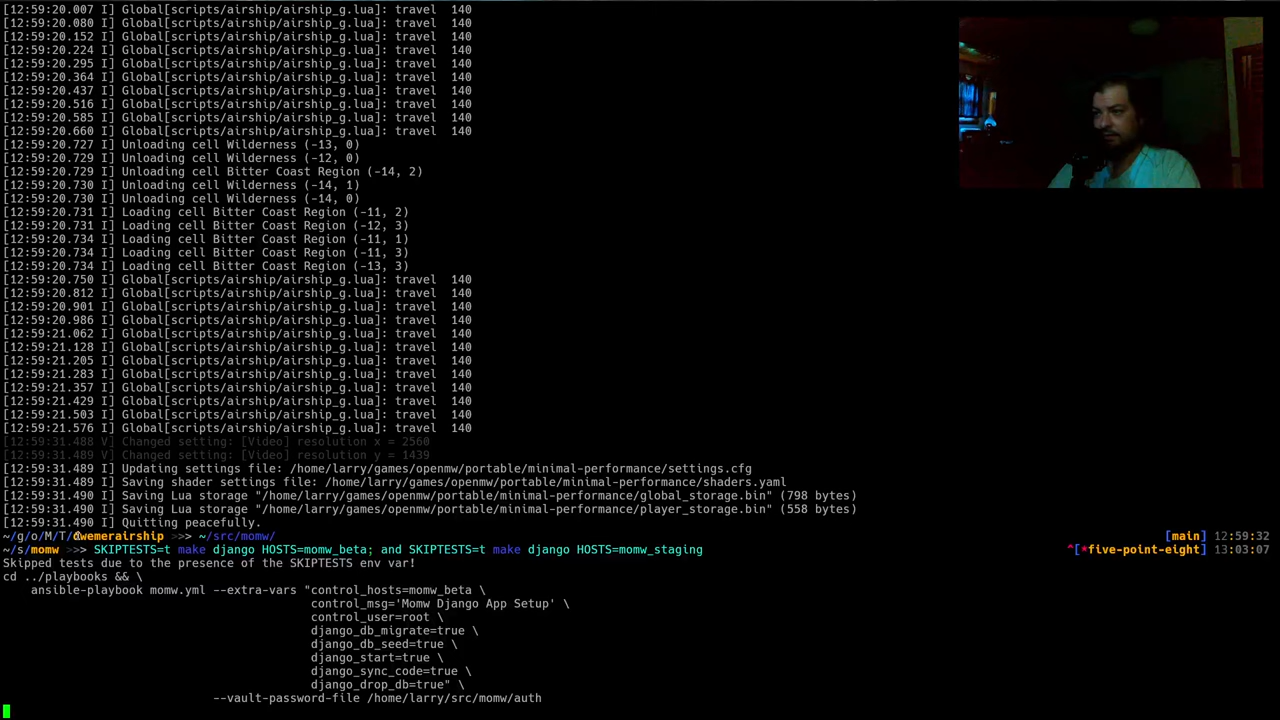 [12:59:20.007 I] Global[scripts/airship/airship_g.lua]: travel  140
[12:59:20.080 I] Global[scripts/airship/airship_g.lua]: travel  140
[12:59:20.152 I] Global[scripts/airship/airship_g.lua]: travel  140
[12:59:20.224 I] Global[scripts/airship/airship_g.lua]: travel  140
[12:59:20.295 I] Global[scripts/airship/airship_g.lua]: travel  140
[12:59:20.364 I] Global[scripts/airship/airship_g.lua]: travel  140
[12:59:20.437 I] Global[scripts/airship/airship_g.lua]: travel  140
[12:59:20.516 I] Global[scripts/airship/airship_g.lua]: travel  140
[12:59:20.585 I] Global[scripts/airship/airship_g.lua]: travel  140
[12:59:20.660 I] Global[scripts/airship/airship_g.lua]: travel  140
[12:59:20.727 I] Unloading cell Wilderness (-13, 0)
[12:59:20.729 I] Unloading cell Wilderness (-12, 0)
[12:59:20.729 I] Unloading cell Bitter Coast Region (-14, 2)
[12:59:20.730 I] Unloading cell Wilderness (-14, 1)
[12:59:20.730 I] Unloading cell Wilderness (-14, 0)
[12:59:20.731 I] Loading cell Bitter Coast Region (-11, 2)
[12:59:20.731 I] Loading cell Bitter Coast Region (-12, 3)
[12:59:20.734 I] Loading cell Bitter Coast Region (-11, 1)
[12:59:20.734 I] Loading cell Bitter Coast Region (-11, 3)
[12:59:20.734 I] Loading cell Bitter Coast Region (-13, 3)
[12:59:20.750 I] Global[scripts/airship/airship_g.lua]: travel  140
[12:59:20.812 I] Global[scripts/airship/airship_g.lua]: travel  140
[12:59:20.901 I] Global[scripts/airship/airship_g.lua]: travel  140
[12:59:20.986 I] Global[scripts/airship/airship_g.lua]: travel  140
[12:59:21.062 I] Global[scripts/airship/airship_g.lua]: travel  140
[12:59:21.128 I] Global[scripts/airship/airship_g.lua]: travel  140
[12:59:21.205 I] Global[scripts/airship/airship_g.lua]: travel  140
[12:59:21.283 I] Global[scripts/airship/airship_g.lua]: travel  140
[12:59:21.357 I] Global[scripts/airship/airship_g.lua]: travel  140
[12:59:21.429 I] Global[scripts/airship/airship_g.lua]: travel  140
[12:59:21.503 I] Global[scripts/airship/airship_g.lua]: travel  140
[12:59:21.576 I] Global[scripts/airship/airship_g.lua]: travel  140
[12:59:31.488 V] Changed setting: [Video] resolution x = 2560
[12:59:31.489 V] Changed setting: [Video] resolution y = 1439
[12:59:31.489 I] Updating settings file: /home/larry/games/openmw/portable/minimal-performance/settings.cfg
[12:59:31.489 I] Saving shader settings file: /home/larry/games/openmw/portable/minimal-performance/shaders.yaml
[12:59:31.490 I] Saving Lua storage "/home/larry/games/openmw/portable/minimal-performance/global_storage.bin" (798 bytes)
[12:59:31.490 I] Saving Lua storage "/home/larry/games/openmw/portable/minimal-performance/player_storage.bin" (558 bytes)
[12:59:31.490 I] Quitting peacefully.
~/g/o/M/T/dwemerairship >>> ~/src/momw/ [main] 12:59:32
~/s/momw >>> SKIPTESTS=t make django HOSTS=momw_beta; and SKIPTESTS=t make django HOSTS=momw_staging ^[*five-point-eight] 13:03:07
Skipped tests due to the presence of the SKIPTESTS env var!
cd ../playbooks && \
ansible-playbook momw.yml --extra-vars "control_hosts=momw_beta \
control_msg='Momw Django App Setup' \
control_user=root \
django_db_migrate=true \
django_db_seed=true \
django_start=true \
django_sync_code=true \
django_drop_db=true" \
--vault-password-file /home/larry/src/momw/auth